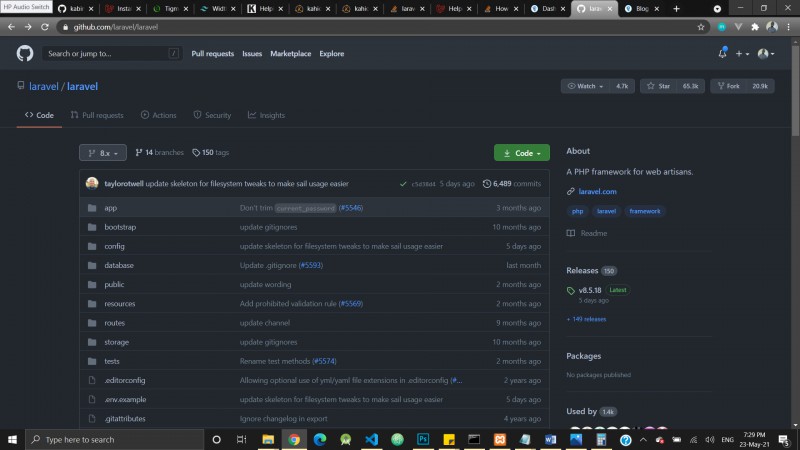 HP Audio Switch
kahi
Insta
Tigm
Widt
Help
kahi
kahi
larav
How
Dash
larav
Blog
github.com/laravel/laravel
Search or jump to...
/
Pull requests
Issues
Marketplace
Explore
laravel / laravel
Watch
4.7k
Star
65.3k
Fork
20.9k
Code
Pull requests
Actions
Security
Insights
8.x
14 branches
150 tags
Code
taylorotwell update skeleton for filesystem tweaks to make sail usage easier
5 days ago
6,489 commits
app
Don't trim current_password (#5546)
3 months ago
bootstrap
update gitignores
10 months ago
config
update skeleton for filesystem tweaks to make sail usage easier
5 days ago
database
Update .gitignore (#5593)
last month
public
update wording
2 months ago
resources
Add prohibited validation rule (#5569)
2 months ago
routes
update channel
9 months ago
storage
update gitignores
10 months ago
tests
Rename test methods (#5574)
2 months ago
.editorconfig
Allowing optional use of yml/yaml file extensions in .editorconfig (#...
2 years ago
.env.example
update skeleton for filesystem tweaks to make sail usage easier
5 days ago
.gitattributes
Ignore changelog in export
4 years ago
About
A PHP framework for web artisans.
laravel.com
php
laravel
framework
Readme
Releases 150
v8.5.18
Latest
5 days ago
+ 149 releases
Packages
No packages published
Used by 1.4k
Type here to search
ENG
7:29 PM
23-May-21